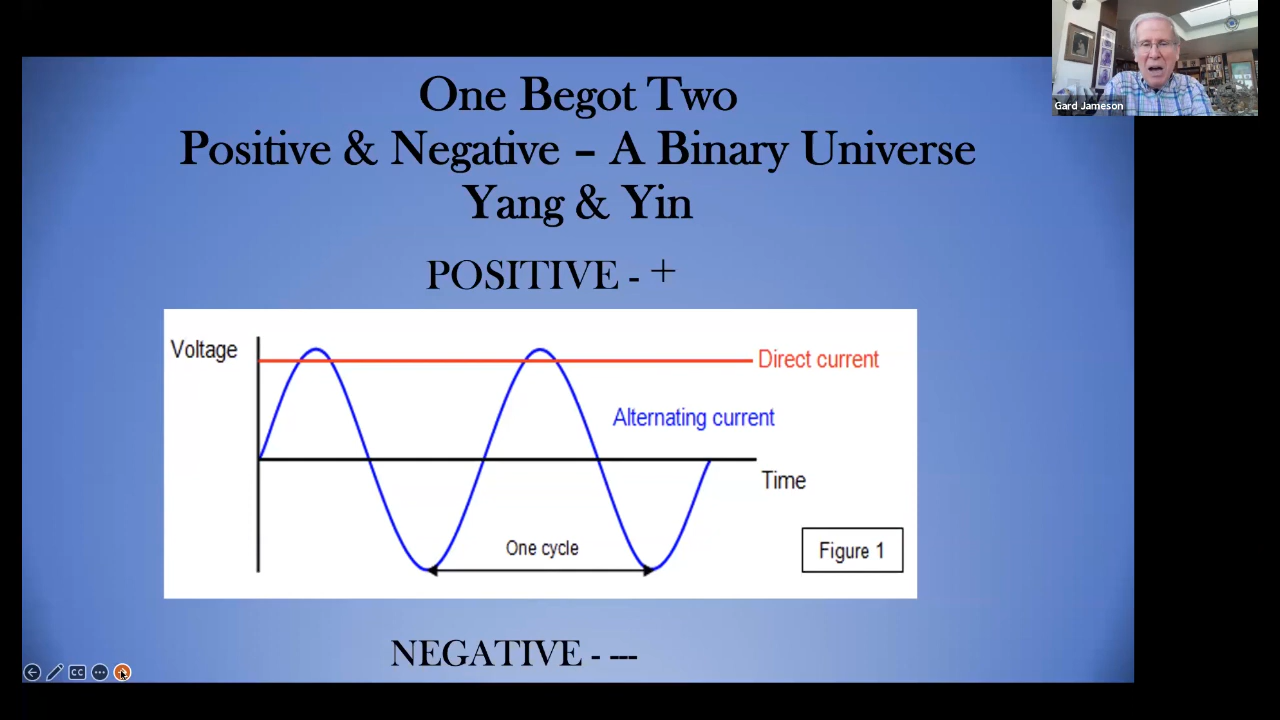 One Begot Two
Positive & Negative – A Binary Universe
Yang & Yin
Gard Jameson
POSITIVE - +
Voltage
Direct current
Alternating current
Time
One cycle
Figure 1
NEGATIVE - ---
CC